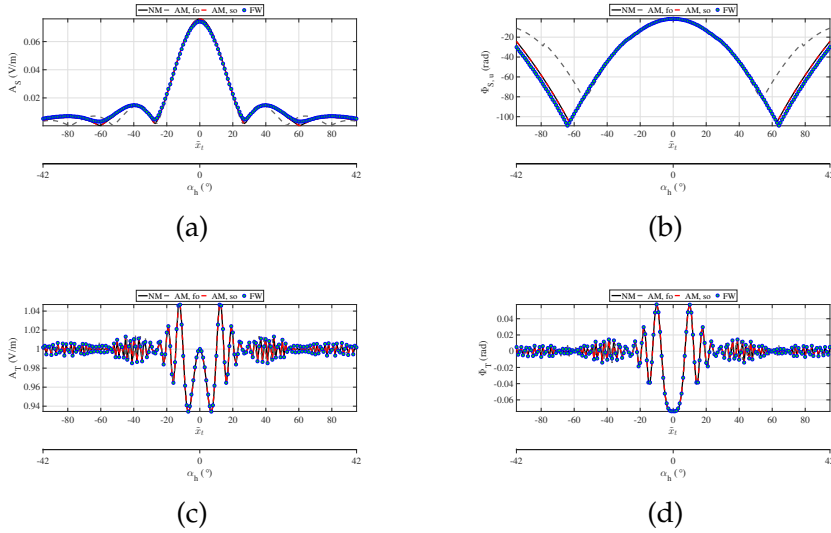 NM AM, fo AM, so FW
A_S (V/m)
0.06
0.04
0.02
-80 -60 -40 -20 0 20 40 60 80
x̄_t
-42 0 42
α_h (°)
(a)
NM AM, fo AM, so FW
Φ_S, u (rad)
-20
-40
-60
-80
-100
-80 -60 -40 -20 0 20 40 60 80
x̄_t
-42 0 42
α_h (°)
(b)
NM AM, fo AM, so FW
A_T (V/m)
1.04
1.02
1
0.98
0.96
0.94
-80 -60 -40 -20 0 20 40 60 80
x̄_t
-42 0 42
α_h (°)
(c)
NM AM, fo AM, so FW
Φ_T (rad)
0.04
0.02
0
-0.02
-0.04
-0.06
-80 -60 -40 -20 0 20 40 60 80
x̄_t
-42 0 42
α_h (°)
(d)